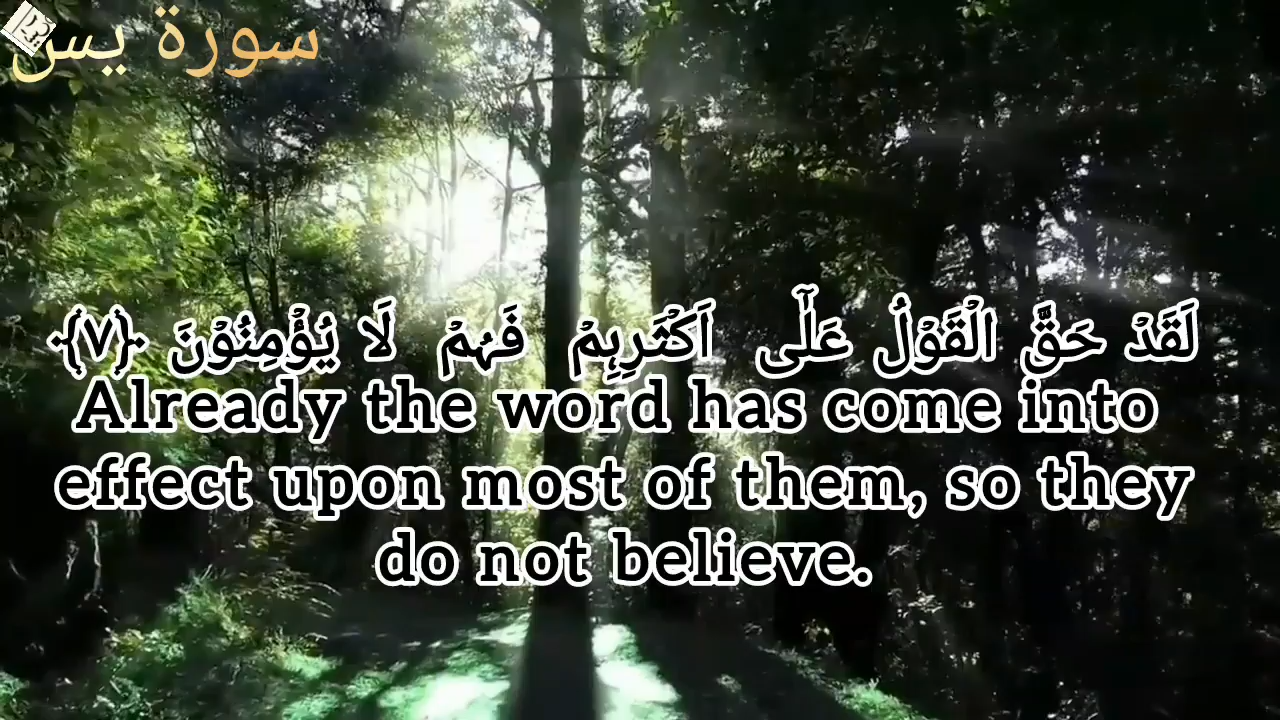 سورة يس
لَقَدْ حَقَّ الْقَوْلُ عَلٰٓى اَكْثَرِہِمْ فَہُمْ لَا یُؤْمِنُوْنَ ﴿۷﴾
Already the word has come into
effect upon most of them, so they
do not believe.